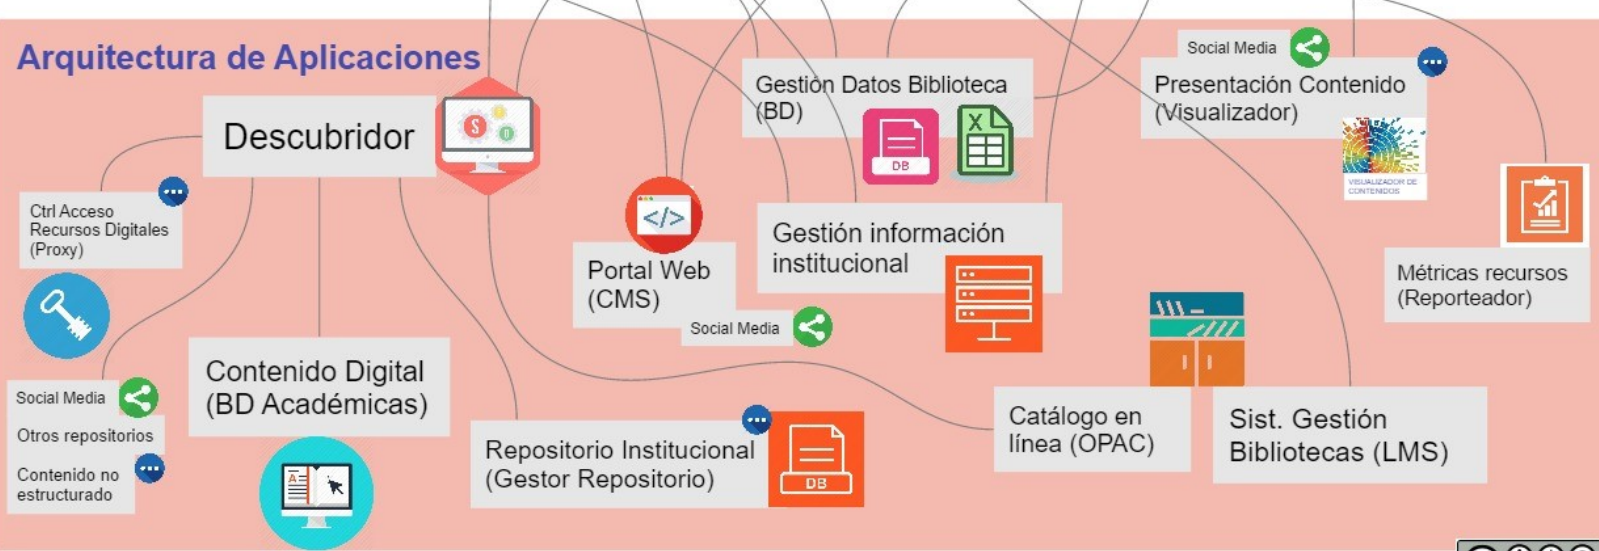 Arquitectura de Aplicaciones
Descubridor
S
D
Ctrl Acceso
Recursos Digitales
(Proxy)
Social Media
Otros repositorios
Contenido no
estructurado
Contenido Digital
(BD Académicas)
A
Repositorio Institucional
(Gestor Repositorio)
DB
Portal Web
(CMS)
</>
Social Media
Gestión Datos Biblioteca
(BD)
DB
X
Gestión información
institucional
Catálogo en
línea (OPAC)
Sist. Gestión
Bibliotecas (LMS)
Social Media
Presentación Contenido
(Visualizador)
VISUALIZADOR DE
CONTENIDOS
Métricas recursos
(Reporteador)